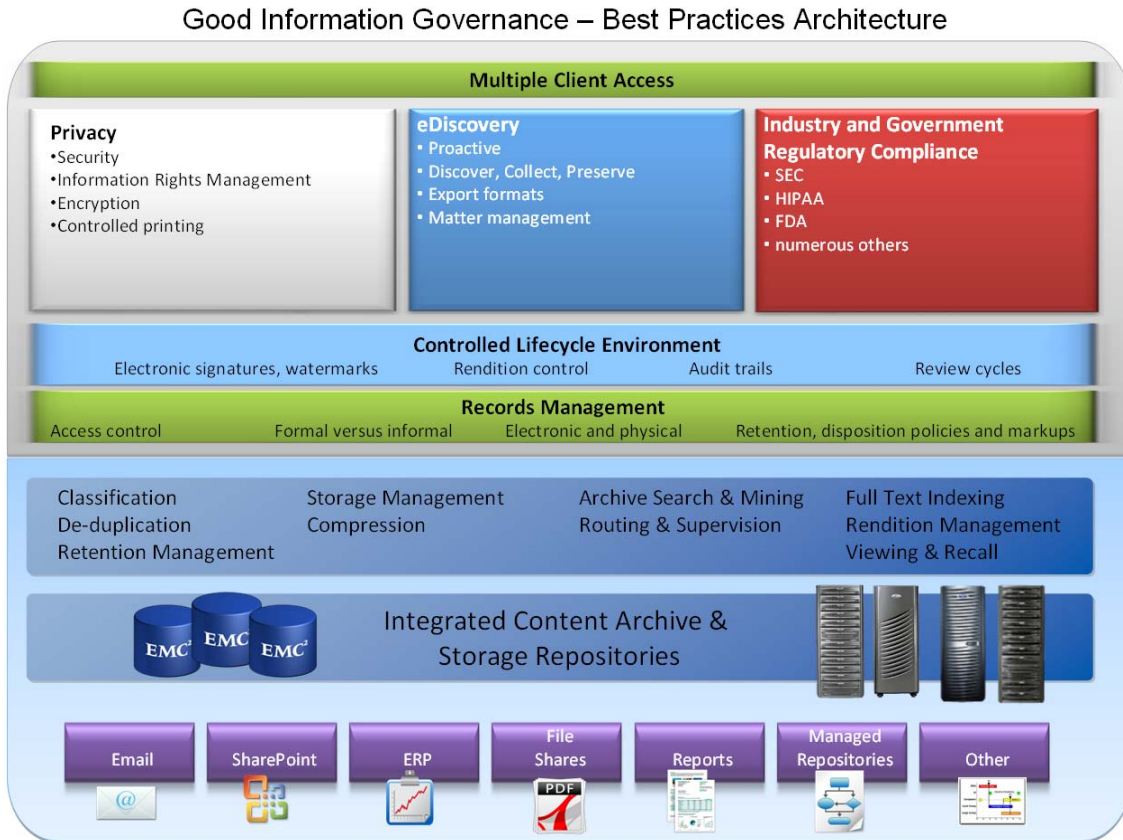 Good Information Governance – Best Practices Architecture
Multiple Client Access
Privacy
•Security
•Information Rights Management
•Encryption
•Controlled printing
eDiscovery
▪ Proactive
▪ Discover, Collect, Preserve
▪ Export formats
▪ Matter management
Industry and Government
Regulatory Compliance
▪ SEC
▪ HIPAA
▪ FDA
▪ numerous others
Controlled Lifecycle Environment
Electronic signatures, watermarks Rendition control Audit trails Review cycles
Records Management
Access control Formal versus informal Electronic and physical Retention, disposition policies and markups
Classification Storage Management Archive Search & Mining Full Text Indexing
De-duplication Compression Routing & Supervision Rendition Management
Retention Management Viewing & Recall
EMC² EMC² EMC²
Integrated Content Archive &
Storage Repositories
Email
SharePoint
ERP
File
Shares
Reports
Managed
Repositories
Other
@
PDF